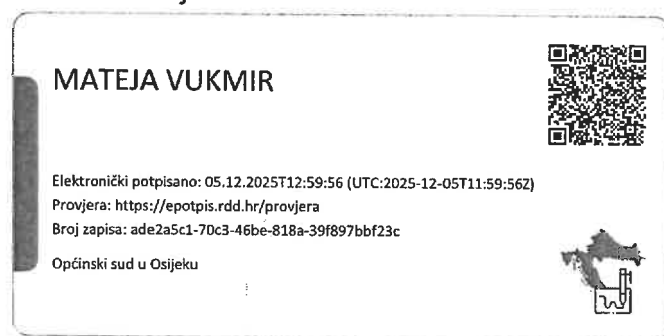 MATEJA VUKMIR
Elektronički potpisano: 05.12.2025T12:59:56 (UTC:2025-12-05T11:59:56Z)
Provjera: https://epotpis.rdd.hr/provjera
Broj zapisa: ade2a5c1-70c3-46be-818a-39f897bbf23c
Općinski sud u Osijeku